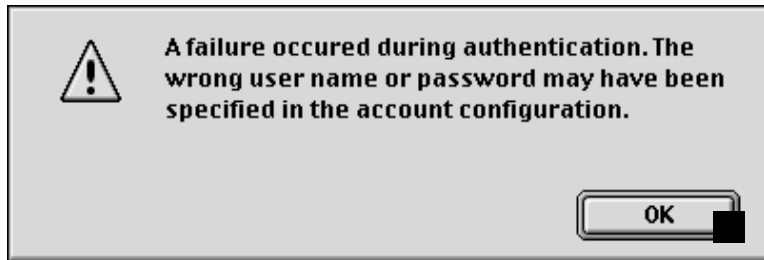 A failure occured during authentication. The
wrong user name or password may have been
specified in the account configuration.
OK